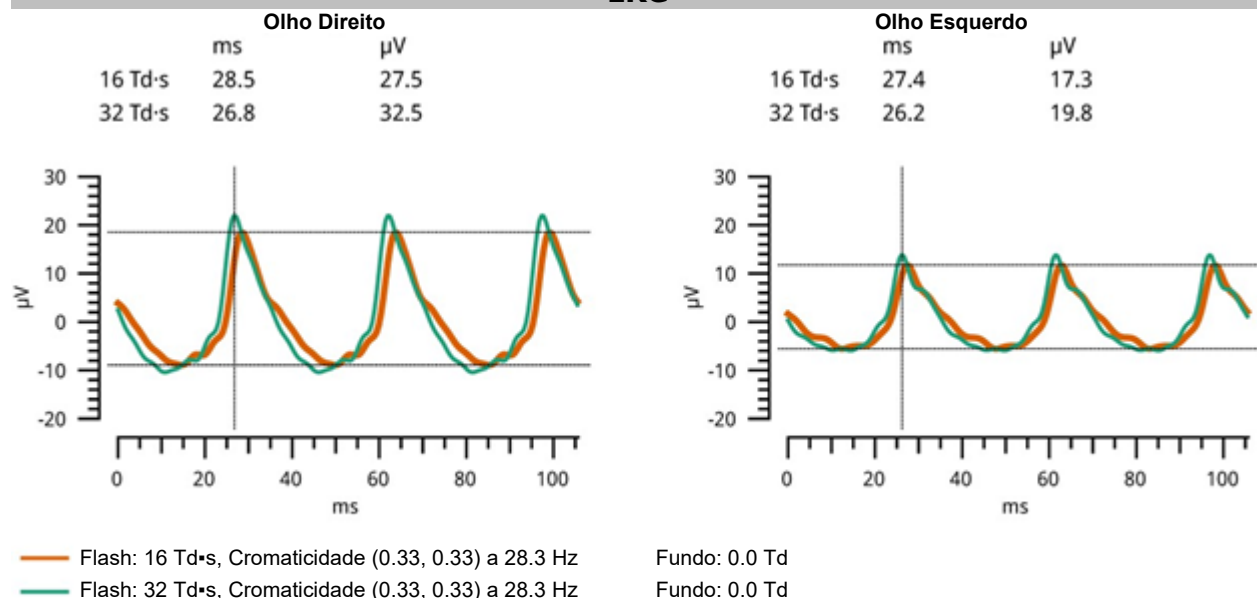 Olho Direito Olho Esquerdo
ms µV ms µV
16 Td·s 28.5 27.5 16 Td·s 27.4 17.3
32 Td·s 26.8 32.5 32 Td·s 26.2 19.8
30 30
20 20
10 10
µV 0 µV 0
-10 -10
-20 -20
0 20 40 60 80 100 0 20 40 60 80 100
ms ms
Flash: 16 Td▪s, Cromaticidade (0.33, 0.33) a 28.3 Hz Fundo: 0.0 Td
Flash: 32 Td▪s, Cromaticidade (0.33, 0.33) a 28.3 Hz Fundo: 0.0 Td